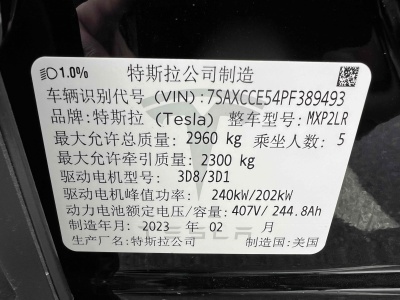 1.0% 特斯拉公司制造
车辆识别代号 (VIN): 7SAXCCE54PF389493
品牌: 特斯拉 (Tesla) 整车型号: MXP2LR
最大允许总质量: 2960 kg 乘坐人数: 5
最大允许牵引质量: 2300 kg
驱动电机型号: 3D8/3D1
驱动电机峰值功率: 240kW/202kW
动力电池额定电压/容量: 407V/ 244.8Ah
制造年月: 2023 年 02 月
生产厂名: 特斯拉公司 制造国: 美国
TESLA